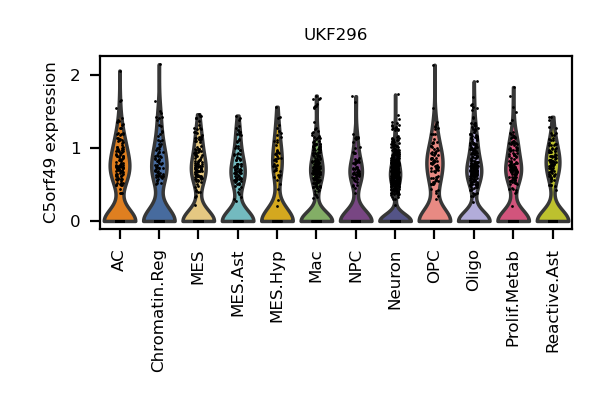 UKF296
C5orf49 expression
2
1
0
AC
Chromatin.Reg
MES
MES.Ast
MES.Hyp
Mac
NPC
Neuron
OPC
Oligo
Prolif.Metab
Reactive.Ast